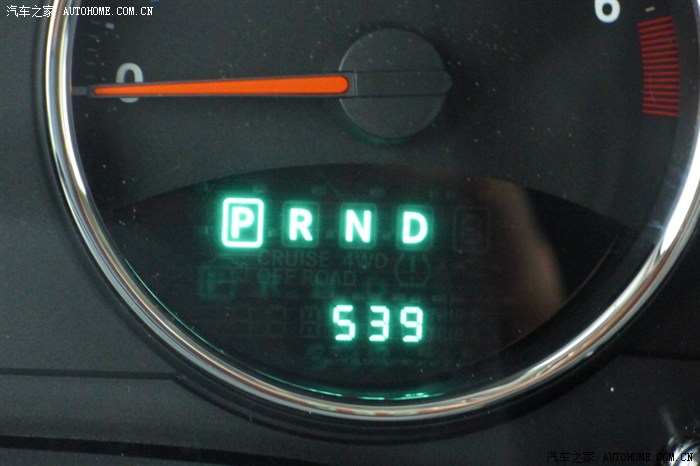 汽车之家 AUTOHOME.COM.CN
0
6
P R N D
CRUISE 4WD
OFF ROAD
539
汽车之家 AUTOHOME.COM.CN